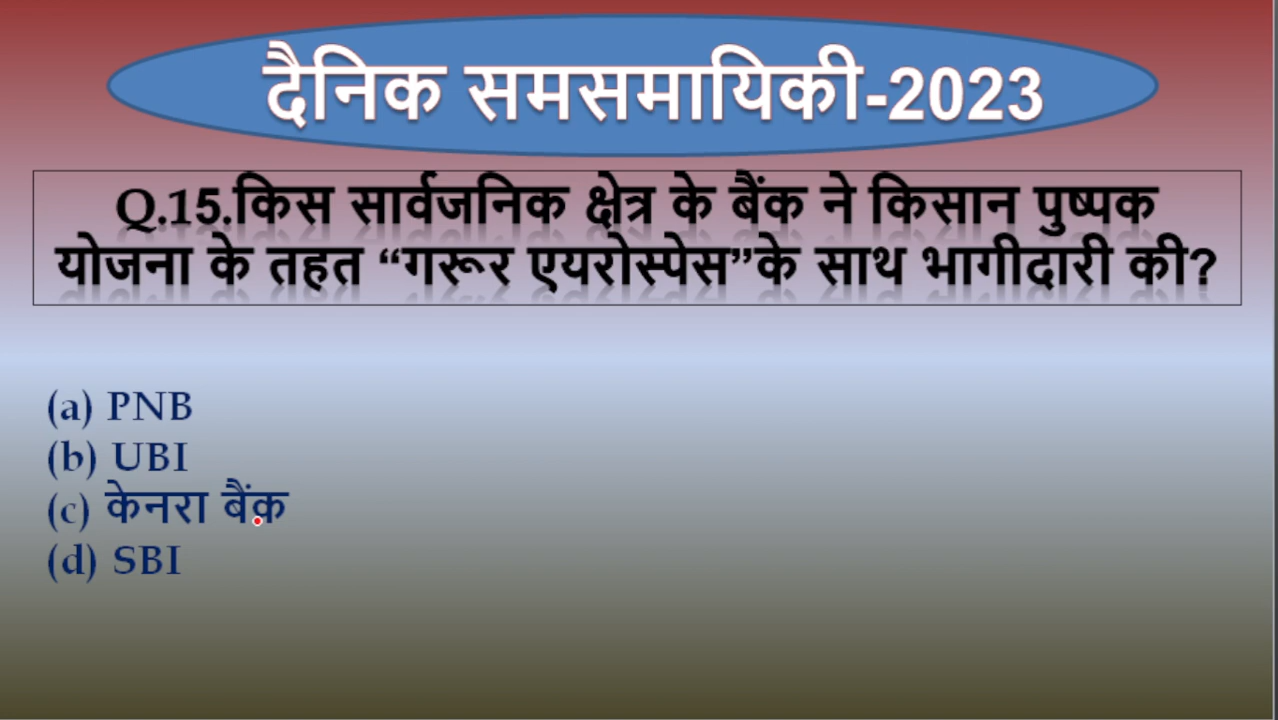 दैनिक समसमायिकी-2023
Q.15.किस सार्वजनिक क्षेत्र के बैंक ने किसान पुष्पक
योजना के तहत “गरूर एयरोस्पेस”के साथ भागीदारी की?
(a) PNB
(b) UBI
(c) केनरा बैंक
(d) SBI